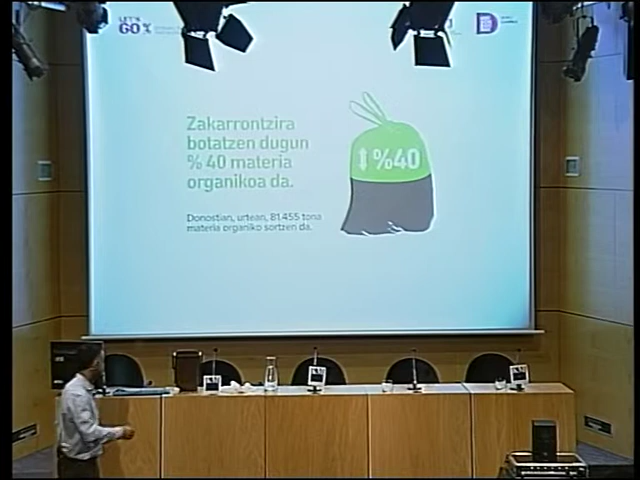 LET'S
GO %
D
Zakarrontzira
botatzen dugun
% 40 materia
organikoa da.
%40
Donostian, urtean, 81.455 tona
materia organiko sortzen da.